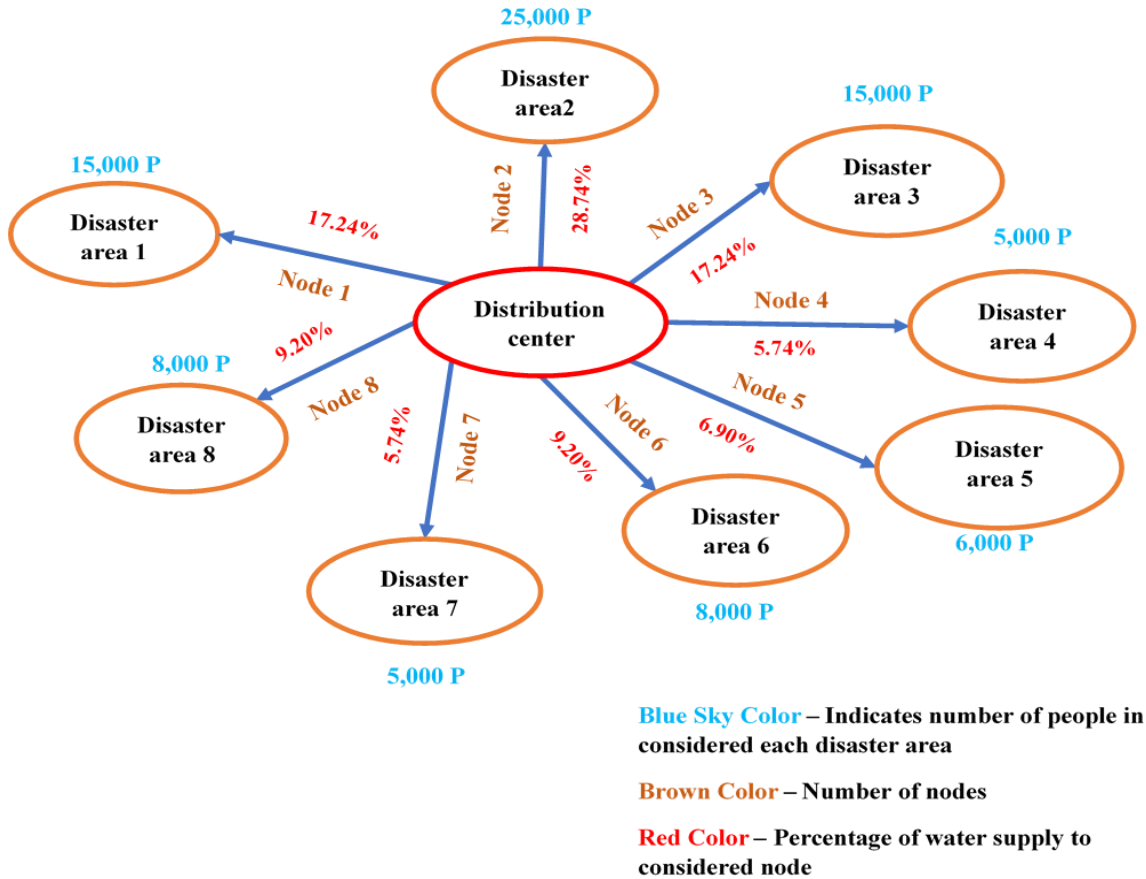 25,000 P
Disaster
area2
15,000 P
Disaster
area 3
15,000 P
Disaster
area 1
Node 2
28.74%
Node 3
17.24%
17.24%
Node 1
5,000 P
Disaster
area 4
Node 4
5.74%
Distribution
center
9.20%
Node 8
8,000 P
Disaster
area 8
5.74%
Node 7
9.20%
Node 6
6.90%
Node 5
Disaster
area 5
6,000 P
Disaster
area 6
8,000 P
Disaster
area 7
5,000 P
Blue Sky Color – Indicates number of people in
considered each disaster area
Brown Color – Number of nodes
Red Color – Percentage of water supply to
considered node